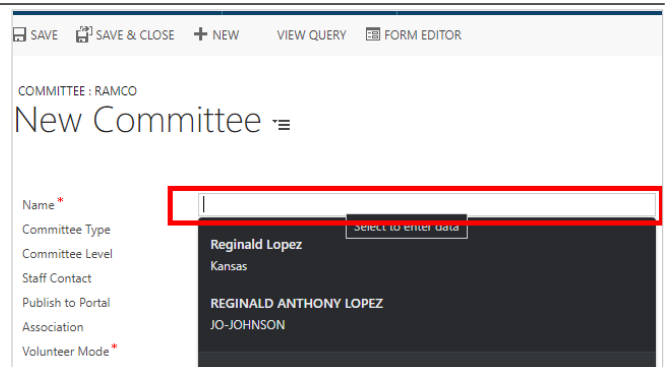 SAVE SAVE & CLOSE NEW VIEW QUERY FORM EDITOR
COMMITTEE : RAMCO
New Committee
Name *
Committee Type
Select to enter data
Reginald Lopez
Committee Level
Kansas
Staff Contact
Publish to Portal
REGINALD ANTHONY LOPEZ
Association
JO-JOHNSON
Volunteer Mode *